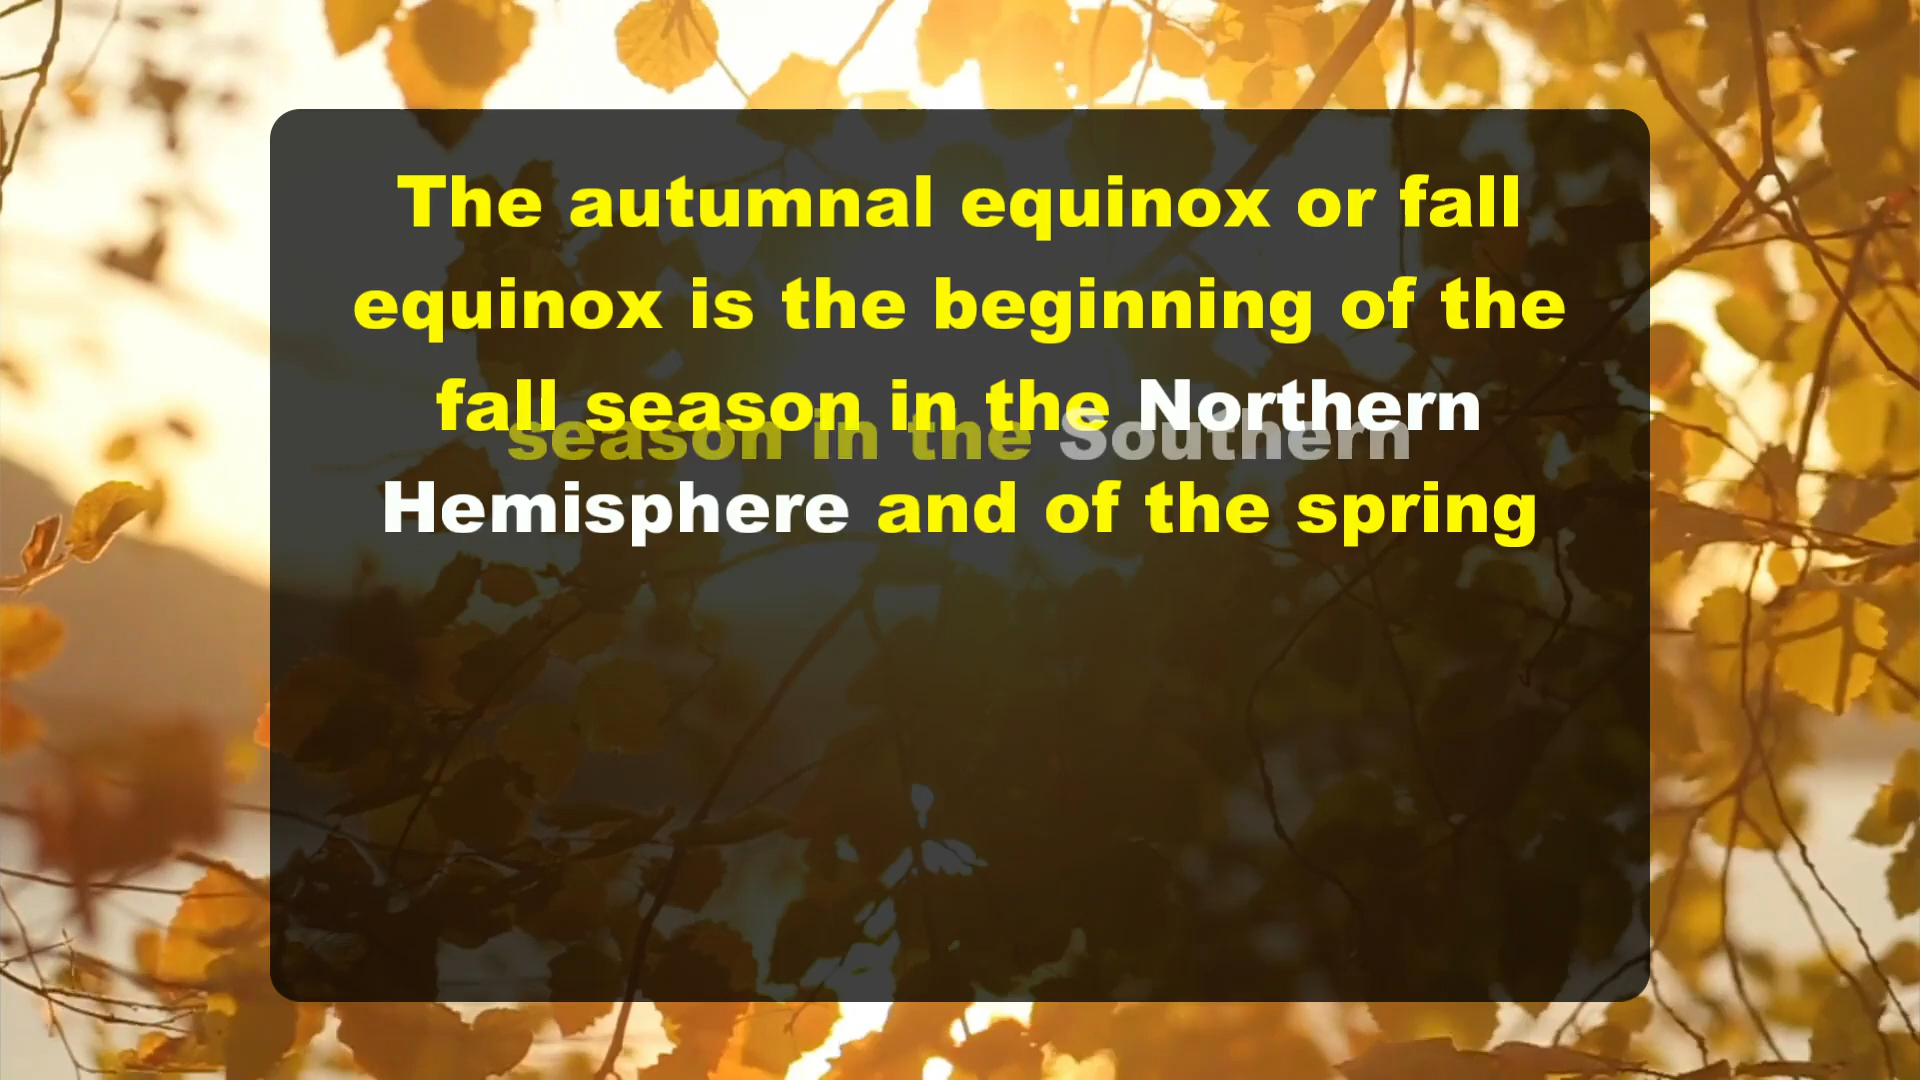 The autumnal equinox or fall
equinox is the beginning of the
fall season in the Northern
season in the Southern
Hemisphere and of the spring